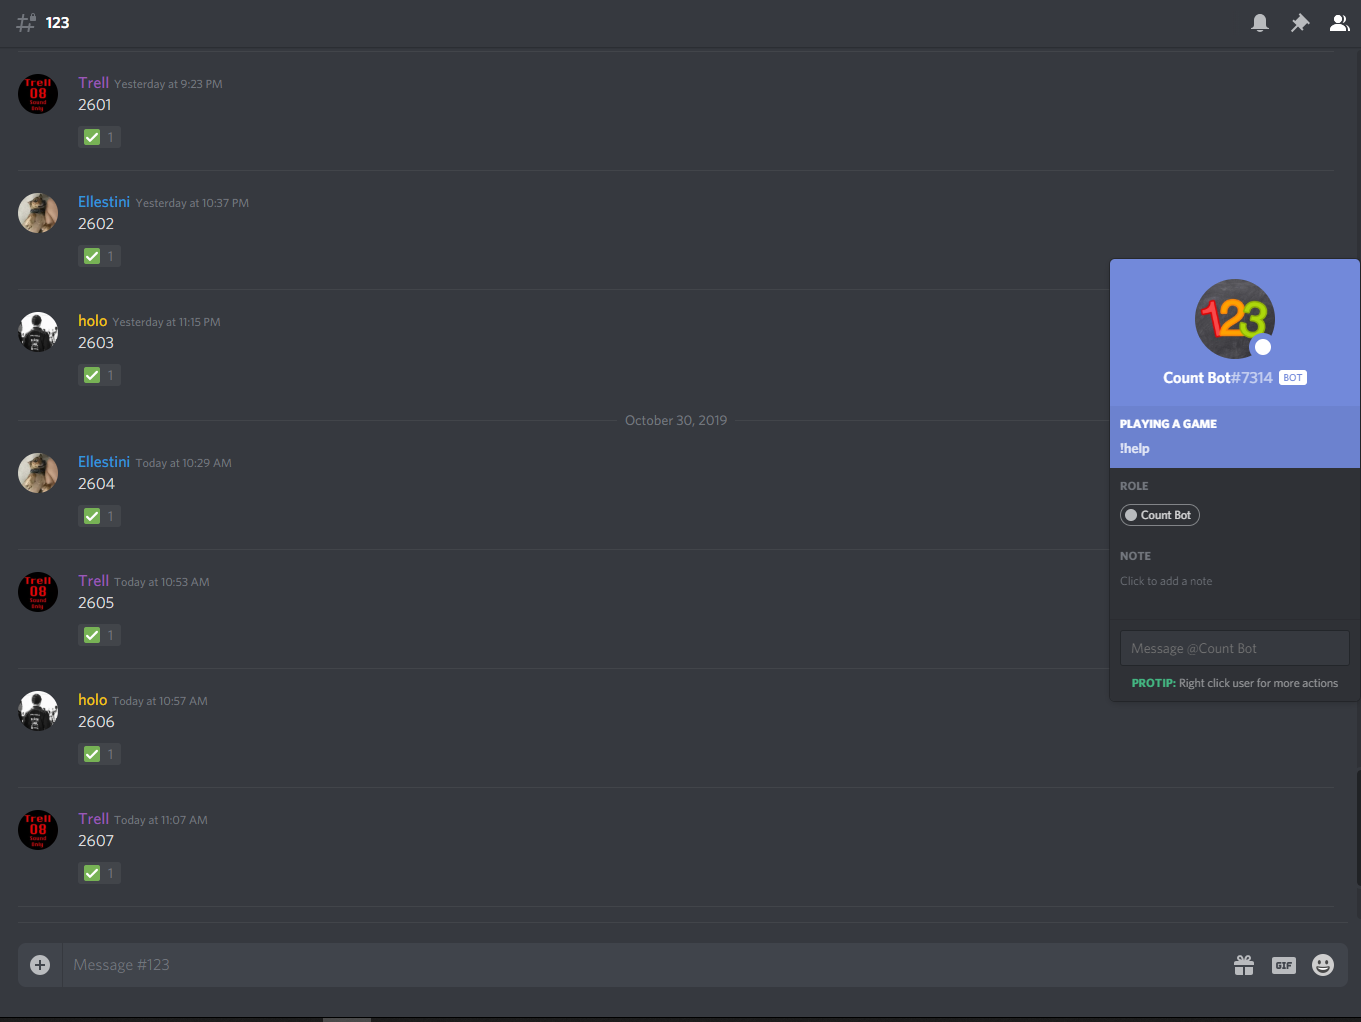 123
Trell Yesterday at 9:23 PM
2601
1
Ellestini Yesterday at 10:37 PM
2602
1
holo Yesterday at 11:15 PM
2603
1
October 30, 2019
Ellestini Today at 10:29 AM
2604
1
Trell Today at 10:53 AM
2605
1
holo Today at 10:57 AM
2606
1
Trell Today at 11:07 AM
2607
1
Message #123
GIF
123
Count Bot#7314 BOT
PLAYING A GAME
!help
ROLE
Count Bot
NOTE
Click to add a note
Message @Count Bot
PROTIP: Right click user for more actions
Trell
08